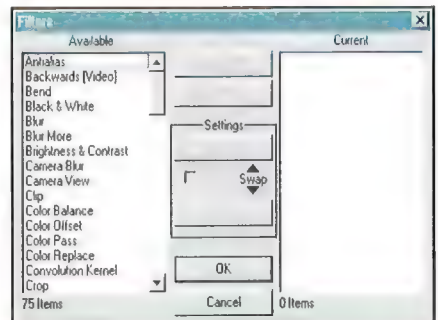 Filters
Available
Antialias
Backwards (Video)
Bend
Black & White
Blur
Blur More
Brightness & Contrast
Camera Blur
Camera View
Clip
Color Balance
Color Offset
Color Pass
Color Replace
Convolution Kernel
Crop
75 Items
Settings
Swap
OK
Cancel
Current
0 Items